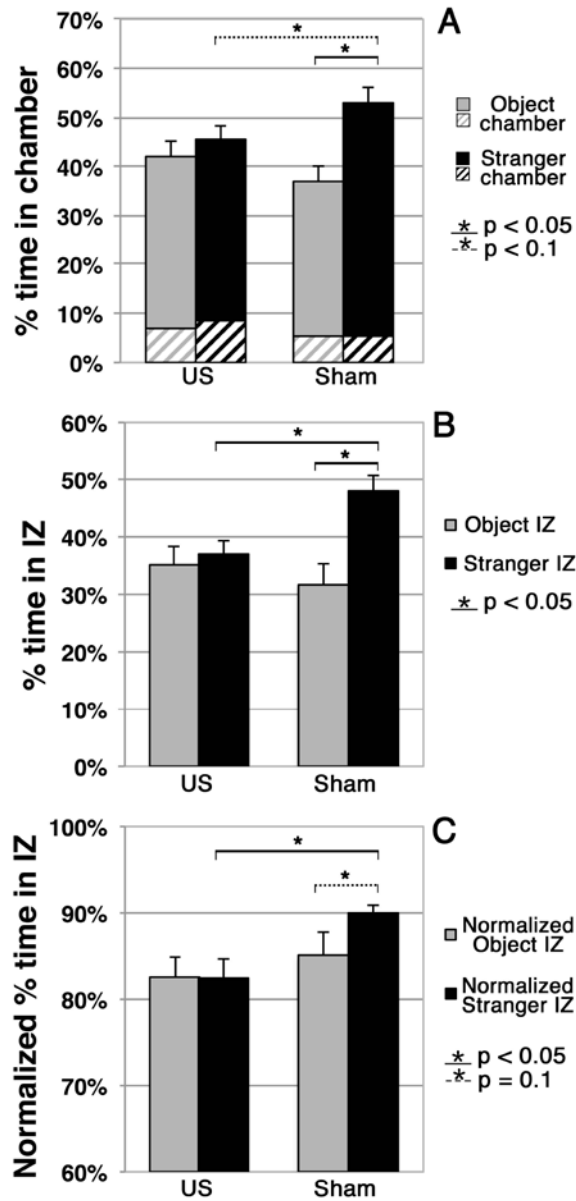 A
% time in chamber
70%
60%
50%
40%
30%
20%
10%
0%
*
*
US
Sham
Object
chamber
Stranger
chamber
* p < 0.05
* p < 0.1
B
% time in IZ
60%
50%
40%
30%
20%
10%
0%
*
*
US
Sham
Object IZ
Stranger IZ
* p < 0.05
C
Normalized % time in IZ
100%
90%
80%
70%
60%
*
*
US
Sham
Normalized
Object IZ
Normalized
Stranger IZ
* p < 0.05
* p = 0.1